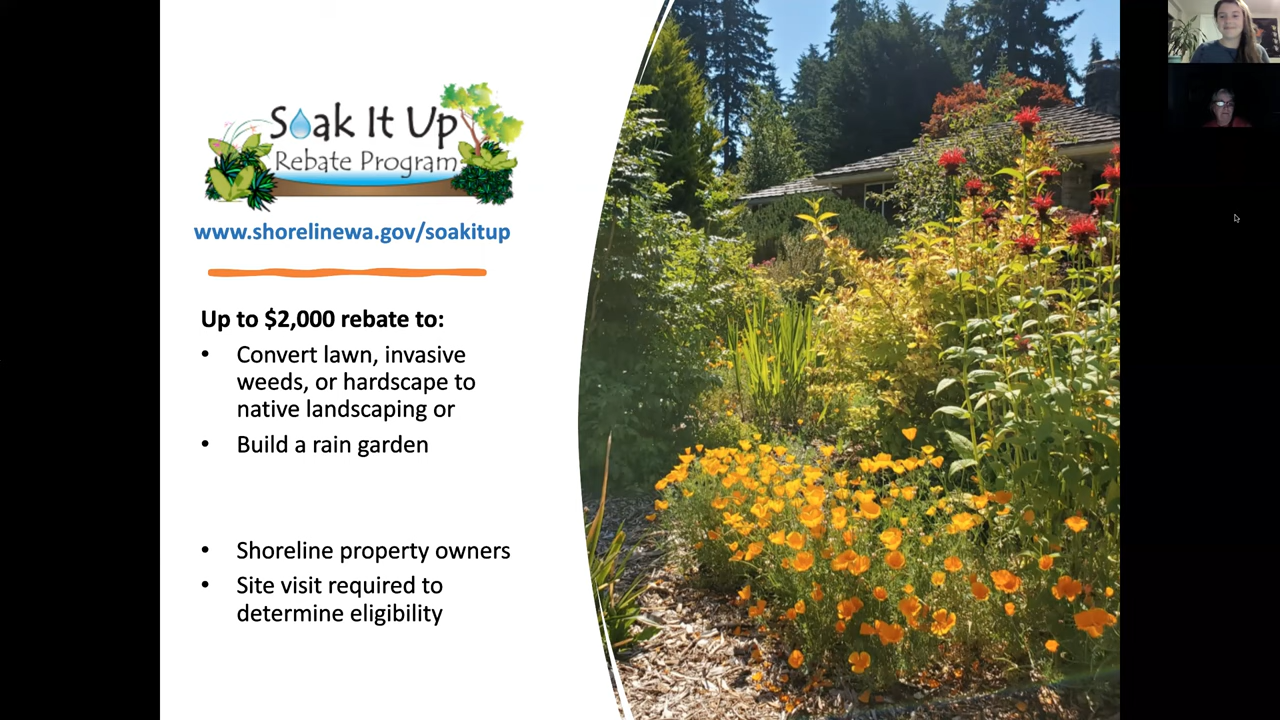 Soak It Up
Rebate Program
www.shorelinewa.gov/soakitup
Up to $2,000 rebate to:
• Convert lawn, invasive
weeds, or hardscape to
native landscaping or
• Build a rain garden
• Shoreline property owners
• Site visit required to
determine eligibility